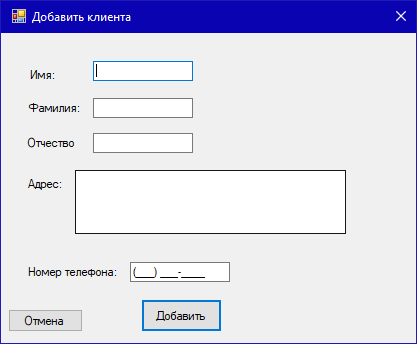 Добавить клиента
Имя:
Фамилия:
Отчество
Адрес:
Номер телефона: (___) ___-____
Отмена Добавить